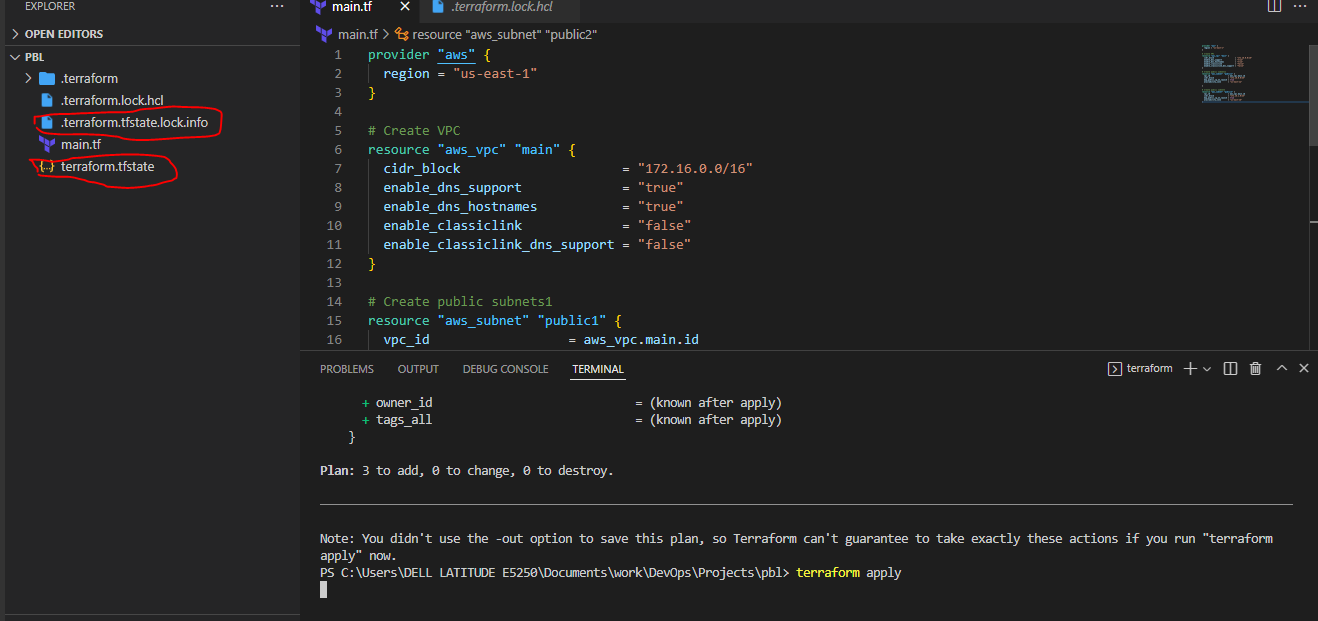 EXPLORER ···
OPEN EDITORS
PBL
.terraform
.terraform.lock.hcl
.terraform.tfstate.lock.info
main.tf
terraform.tfstate
main.tf × .terraform.lock.hcl
main.tf > resource "aws_subnet" "public2"
1 provider "aws" {
2 region = "us-east-1"
3 }
4
5 # Create VPC
6 resource "aws_vpc" "main" {
7 cidr_block = "172.16.0.0/16"
8 enable_dns_support = "true"
9 enable_dns_hostnames = "true"
10 enable_classiclink = "false"
11 enable_classiclink_dns_support = "false"
12 }
13
14 # Create public subnets1
15 resource "aws_subnet" "public1" {
16 vpc_id = aws_vpc.main.id
PROBLEMS OUTPUT DEBUG CONSOLE TERMINAL terraform
+ owner_id = (known after apply)
+ tags_all = (known after apply)
}
Plan: 3 to add, 0 to change, 0 to destroy.
Note: You didn't use the -out option to save this plan, so Terraform can't guarantee to take exactly these actions if you run "terraform
apply" now.
PS C:\Users\DELL LATITUDE E5250\Documents\work\DevOps\Projects\pbl> terraform apply